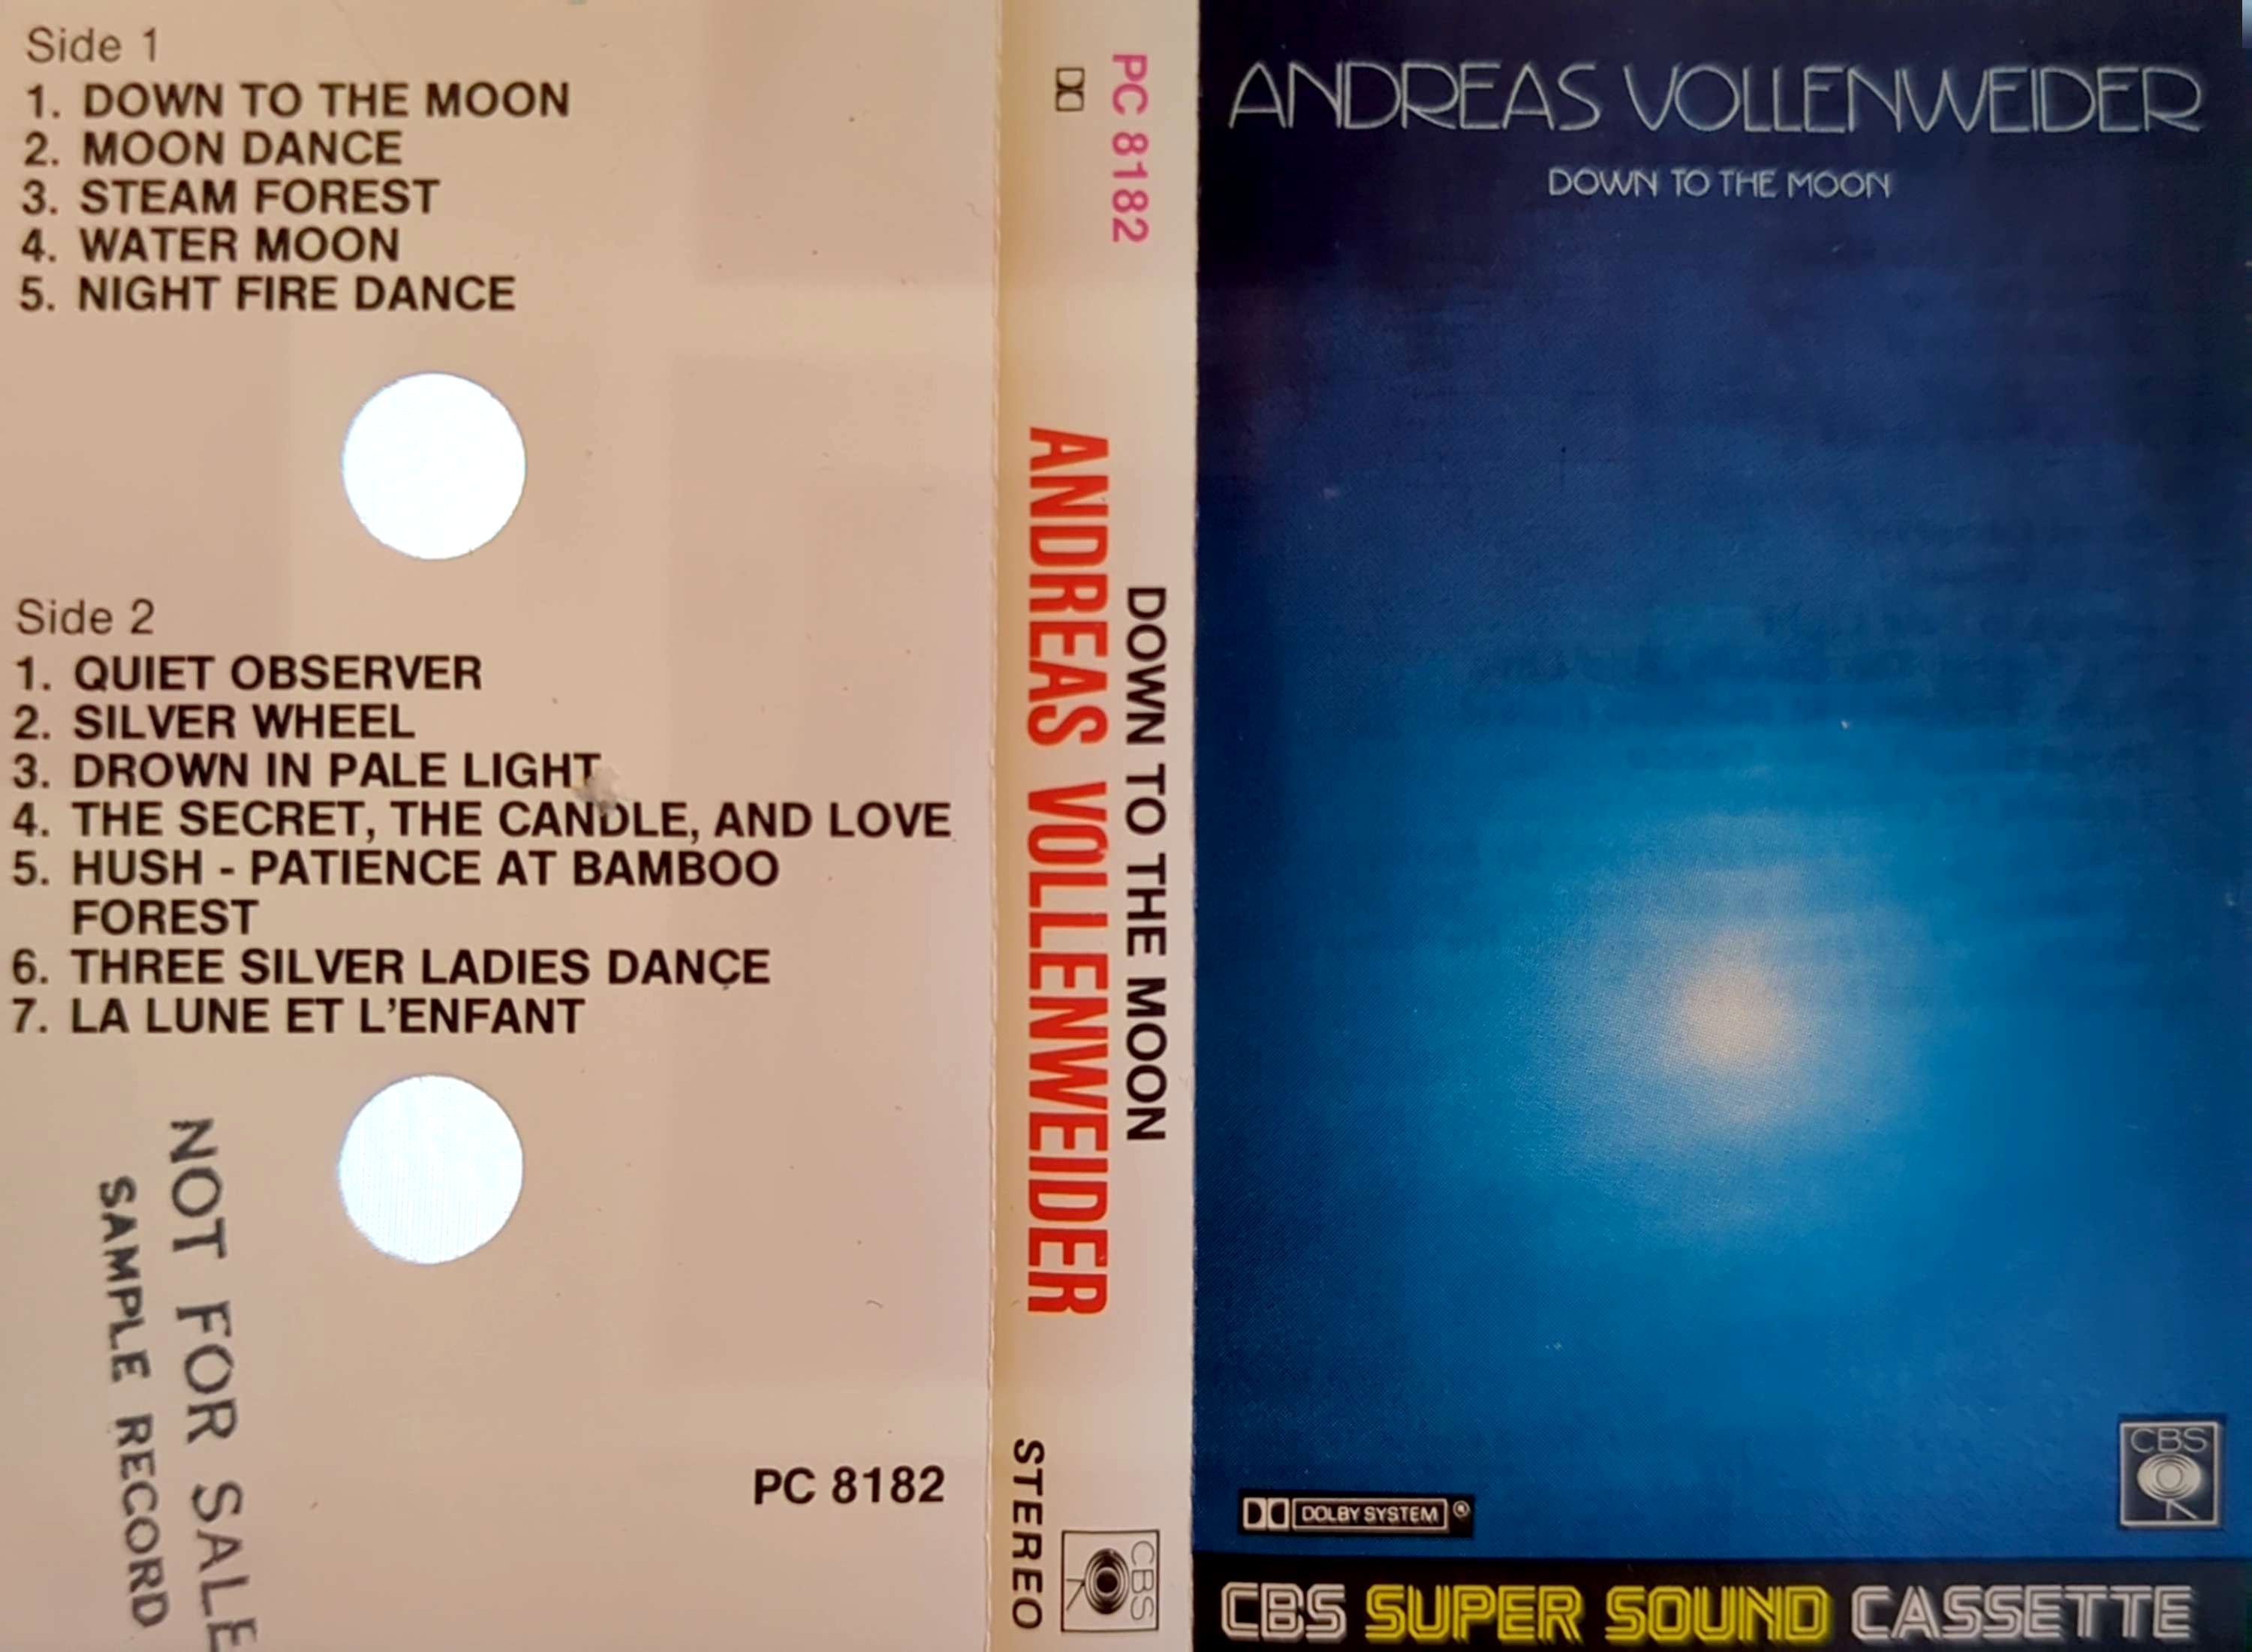 Side 1
1. DOWN TO THE MOON
2. MOON DANCE
3. STEAM FOREST
4. WATER MOON
5. NIGHT FIRE DANCE
Side 2
1. QUIET OBSERVER
2. SILVER WHEEL
3. DROWN IN PALE LIGHT
4. THE SECRET, THE CANDLE, AND LOVE
5. HUSH - PATIENCE AT BAMBOO
FOREST
6. THREE SILVER LADIES DANCE
7. LA LUNE ET L'ENFANT
NOT FOR SALE
SAMPLE RECORD
PC 8182
PC 8182
DOWN TO THE MOON
ANDREAS VOLLENWEIDER
STEREO
CBS
ANDREAS VOLLENWEIDER
DOWN TO THE MOON
CBS
DOLBY SYSTEM ®
CBS SUPER SOUND CASSETTE